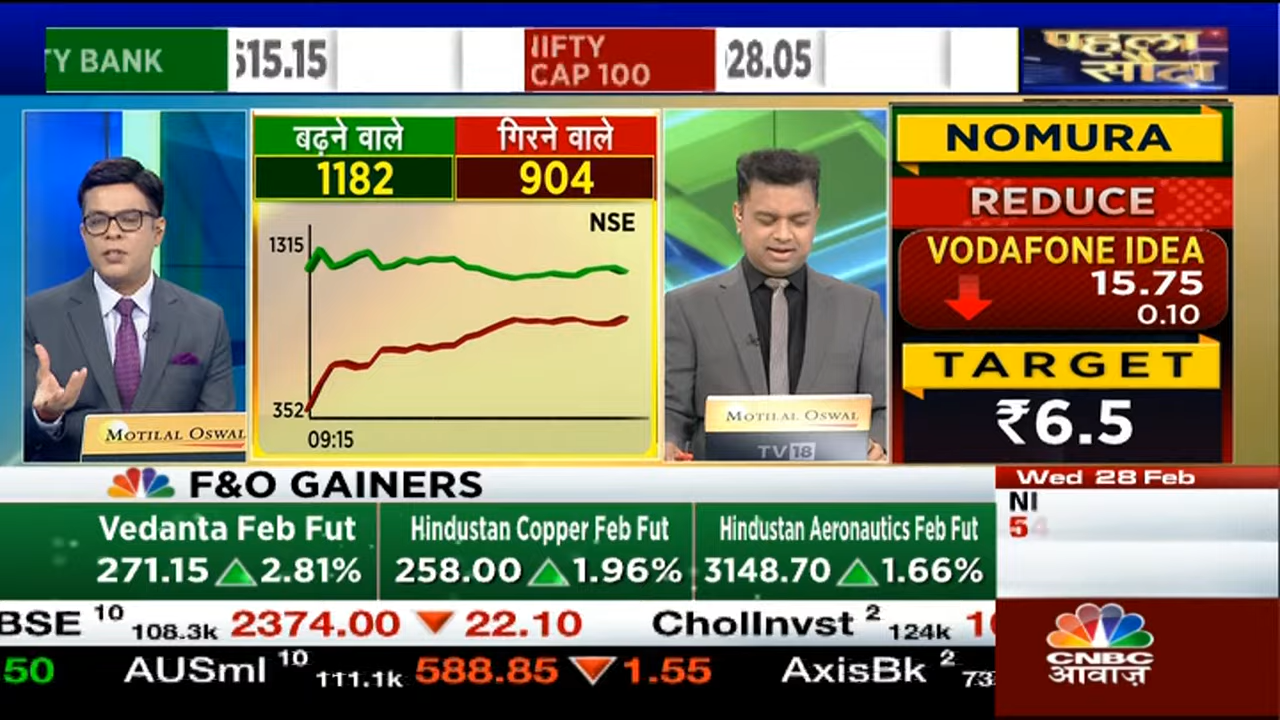 Y BANK
515.15
NIFTY
CAP 100
28.05
पहला
सौदा
बढ़ने वाले
1182
गिरने वाले
904
NSE
1315
352
09:15
MOTILAL OSWAL
MOTILAL OSWAL
TV18
NOMURA
REDUCE
VODAFONE IDEA
15.75
0.10
TARGET
₹6.5
F&O GAINERS
Vedanta Feb Fut
271.15 2.81%
Hindustan Copper Feb Fut
258.00 1.96%
Hindustan Aeronautics Feb Fut
3148.70 1.66%
Wed 28 Feb
NI
54
BSE 10 108.3k 2374.00 22.10 CholInvst 2 124k 10
50 AUSml 10 111.1k 588.85 1.55 AxisBk 2 73
CNBC
आवाज़